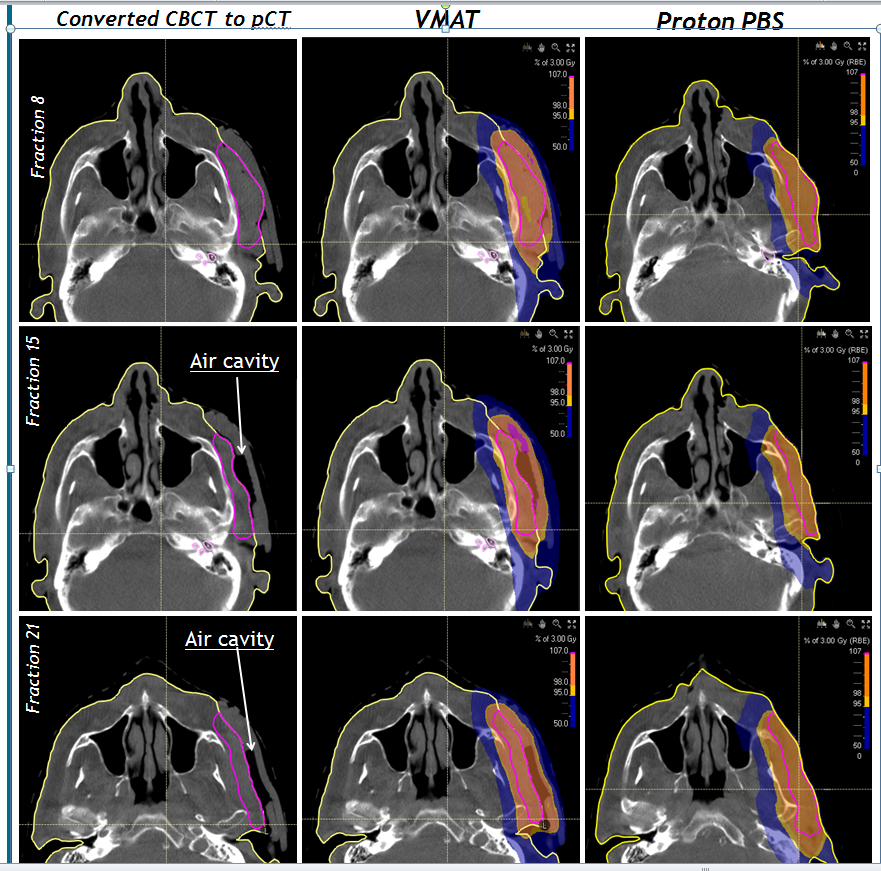 Converted CBCT to pCT
VMAT
Proton PBS
Fraction 8
% of 3.00 Gy
107.0
98.0
95.0
50.0
% of 3.00 Gy (RBE)
107
98
95
50
0
Fraction 15
Air cavity
% of 3.00 Gy
107.0
98.0
95.0
50.0
% of 3.00 Gy (RBE)
107
98
95
50
0
Fraction 21
Air cavity
L
% of 3.00 Gy
107.0
98.0
95.0
50.0
L
% of 3.00 Gy (RBE)
107
98
95
50
0